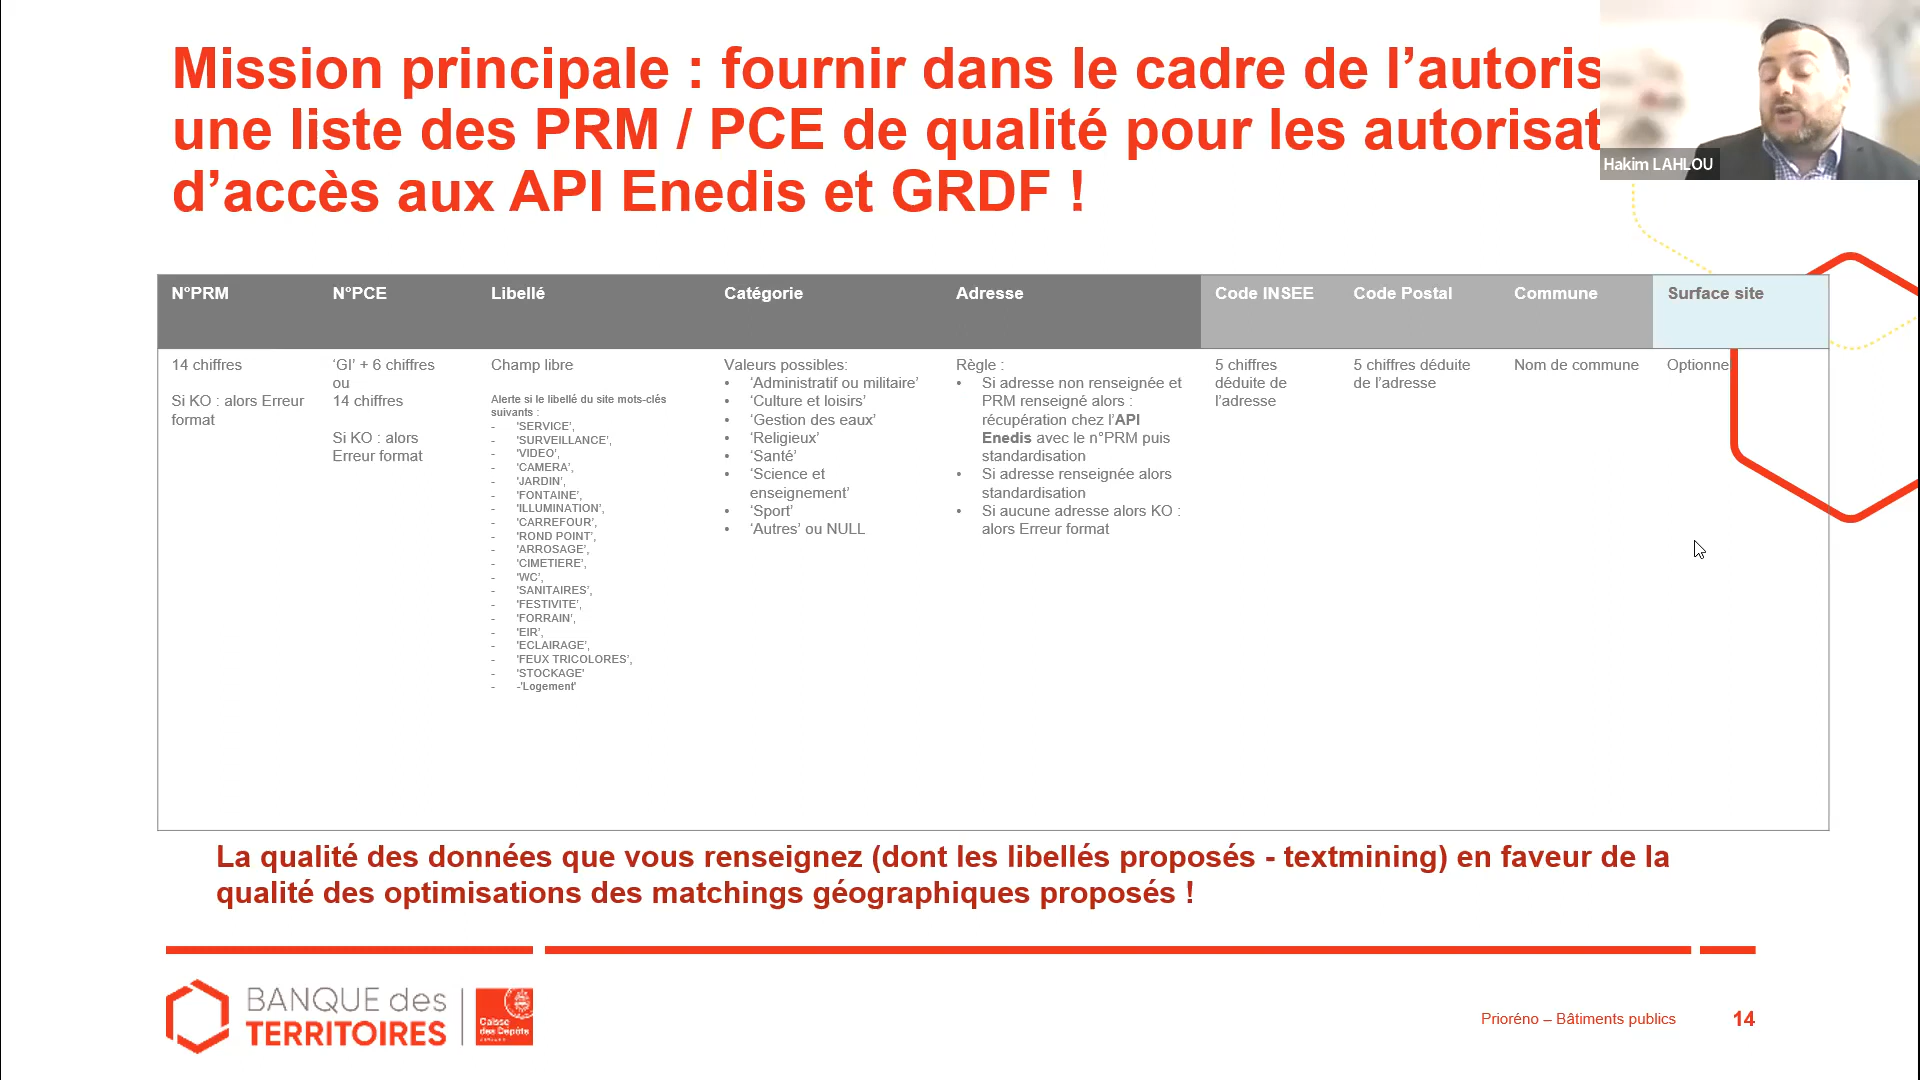 Mission principale : fournir dans le cadre de l’autoris
une liste des PRM / PCE de qualité pour les autorisat
d’accès aux API Enedis et GRDF !
Hakim LAHLOU
N°PRM
N°PCE
Libellé
Catégorie
Adresse
Code INSEE
Code Postal
Commune
Surface site
14 chiffres
Si KO : alors Erreur
format
‘GI’ + 6 chiffres
ou
14 chiffres
Si KO : alors
Erreur format
Champ libre
Alerte si le libellé du site mots-clés
suivants :
- 'SERVICE',
- 'SURVEILLANCE',
- 'VIDEO',
- 'CAMERA',
- 'JARDIN',
- 'FONTAINE',
- 'ILLUMINATION',
- 'CARREFOUR',
- 'ROND POINT',
- 'ARROSAGE',
- 'CIMETIERE',
- 'WC',
- 'SANITAIRES',
- 'FESTIVITE',
- 'FORRAIN',
- 'EIR',
- 'ECLAIRAGE',
- 'FEUX TRICOLORES',
- 'STOCKAGE'
- -'Logement'
Valeurs possibles:
• ‘Administratif ou militaire’
• ‘Culture et loisirs’
• ‘Gestion des eaux’
• ‘Religieux’
• ‘Santé’
• ‘Science et
enseignement’
• ‘Sport’
• ‘Autres’ ou NULL
Règle :
• Si adresse non renseignée et
PRM renseigné alors :
récupération chez l’API
Enedis avec le n°PRM puis
standardisation
• Si adresse renseignée alors
standardisation
• Si aucune adresse alors KO :
alors Erreur format
5 chiffres
déduite de
l’adresse
5 chiffres déduite
de l’adresse
Nom de commune
Optionnel
La qualité des données que vous renseignez (dont les libellés proposés - textmining) en faveur de la
qualité des optimisations des matchings géographiques proposés !
BANQUE des
TERRITOIRES
Caisse
des Dépôts
Prioréno – Bâtiments publics
14